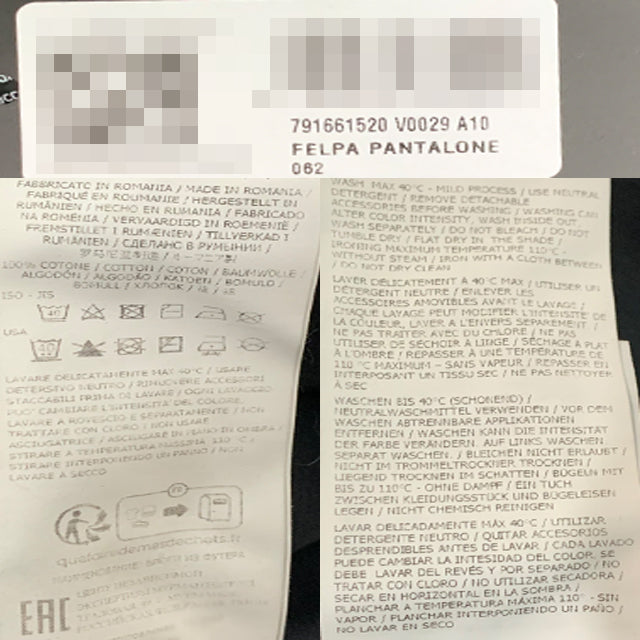 791661520 V0029 A10
FELPA PANTALONE
062
FABBRICATO IN ROMANIA / MADE IN ROMANIA /
FABRIQUÉ EN ROUMANIE / HERGESTELLT IN
RUMÄNIEN / HECHO EN RUMANIA / FABRICADO
NA ROMÉNIA / VERVAARDIGD IN ROEMENIË /
FREMSTILLET I RUMÆNIEN / TILLVERKAD I
RUMÄNIEN / СДЕЛАНО В РУМЫНИИ /
100% COTONE / COTTON / COTON / BAUMWOLLE /
ALGODÓN / ALGODÃO / KATOEN / BOMULD /
BOMULL / ХЛОПОК /
ISO - JIS
USA
LAVARE DELICATAMENTE MAX 40°C / USARE
DETERSIVO NEUTRO / RIMUOVERE ACCESSORI
STACCABILI PRIMA DI LAVARE / OGNI LAVAGGIO
PUO' CAMBIARE L'INTENSITA' DEL COLORE,
LAVARE A ROVESCIO E SEPARATAMENTE / NON
TRATTARE CON CLORO / NON USARE
ASCIUGATRICE / ASCIUGARE IN PIANO IN OMBRA /
STIRARE A TEMPERATURA MASSIMA 110 °C -
STIRARE INTERPONENDO UN PANNO / NON
LAVARE A SECCO
FR
quefairedemesdechets.fr
EAC
WASH MAX 40°C - MILD PROCESS / USE NEUTRAL
DETERGENT / REMOVE DETACHABLE
ACCESSORIES BEFORE WASHING / WASHING CAN
ALTER COLOR INTENSITY, WASH INSIDE OUT
WASH SEPARATELY / DO NOT BLEACH / DO NOT
TUMBLE DRY / FLAT DRY IN THE SHADE /
IRONING MAXIMUM TEMPERATURE 110°C -
WITHOUT STEAM / IRON WITH A CLOTH BETWEEN
/ DO NOT DRY CLEAN
LAVER DÉLICATEMENT À 40°C MAX / UTILISER UN
DÉTERGENT NEUTRE / ENLEVER LES
ACCESSOIRES AMOVIBLES AVANT LE LAVAGE /
CHAQUE LAVAGE PEUT MODIFIER L'INTENSITÉ DE
LA COULEUR, LAVER À L'ENVERS SÉPARÉMENT /
NE PAS TRAITER AVEC DU CHLORE / NE PAS
UTILISER DE SÉCHOIR À LINGE / SÉCHAGE À PLAT
À L'OMBRE / REPASSER À UNE TEMPÉRATURE DE
110 °C MAXIMUM - SANS VAPEUR / REPASSER EN
INTERPOSANT UN TISSU SEC / NE PAS NETTOYER
À SEC
WASCHEN BIS 40°C (SCHONEND) /
NEUTRALWASCHMITTEL VERWENDEN / VOR DEM
WASCHEN ABTRENNBARE APPLIKATIONEN
ENTFERNEN / WASCHEN KANN DIE INTENSITÄT
DER FARBE VERÄNDERN. AUF LINKS WASCHEN,
SEPARAT WASCHEN. / BLEICHEN NICHT ERLAUBT /
NICHT IM TROMMELTROCKNER TROCKNEN /
LIEGEND TROCKNEN IM SCHATTEN / BÜGELN MIT
BIS ZU 110°C - OHNE DAMPF / EIN TUCH
ZWISCHEN KLEIDUNGSSTÜCK UND BÜGELEISEN
LEGEN / NICHT CHEMISCH REINIGEN
LAVAR DELICADAMENTE MÁX 40°C / UTILIZAR
DETERGENTE NEUTRO / QUITAR ACCESORIOS
DESPRENDIBLES ANTES DE LAVAR / CADA LAVADO
PUEDE CAMBIAR LA INTESIDAD DEL COLOR, SE
DEBE LAVAR DEL REVÉS Y POR SEPARADO / NO
TRATAR CON CLORO / NO UTILIZAR SECADORA /
SECAR EN HORIZONTAL EN LA SOMBRA /
PLANCHAR A TEMPERATURA MÁXIMA 110° - SIN
VAPOR / PLANCHAR INTERPONIENDO UN PAÑO /
NO LAVAR EN SECO